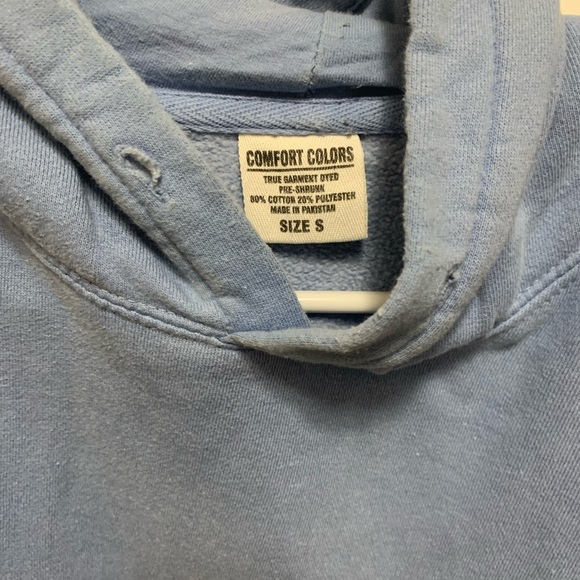 COMFORT COLORS
TRUE GARMENT DYED
PRE-SHRUNK
80% COTTON 20% POLYESTER
MADE IN PAKISTAN
SIZE S